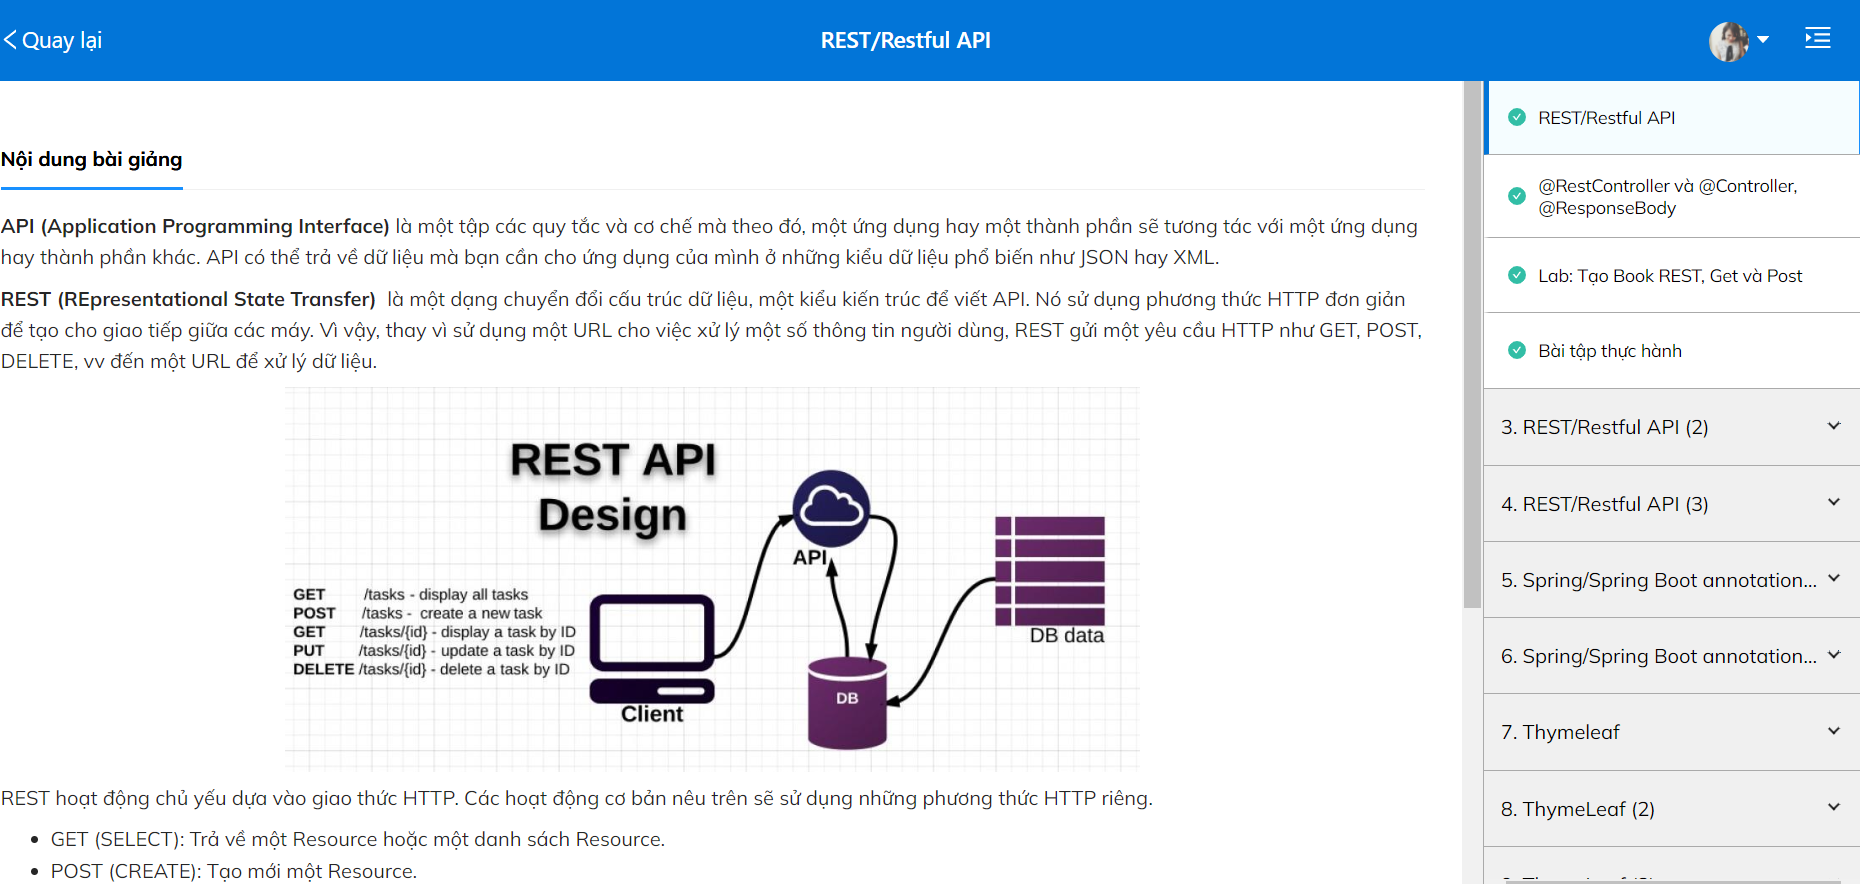 Quay lại
REST/Restful API
Nội dung bài giảng
API (Application Programming Interface) là một tập các quy tắc và cơ chế mà theo đó, một ứng dụng hay một thành phần sẽ tương tác với một ứng dụng
hay thành phần khác. API có thể trả về dữ liệu mà bạn cần cho ứng dụng của mình ở những kiểu dữ liệu phổ biến như JSON hay XML.
REST (REpresentational State Transfer)  là một dạng chuyển đổi cấu trúc dữ liệu, một kiểu kiến trúc để viết API. Nó sử dụng phương thức HTTP đơn giản
để tạo cho giao tiếp giữa các máy. Vì vậy, thay vì sử dụng một URL cho việc xử lý một số thông tin người dùng, REST gửi một yêu cầu HTTP như GET, POST,
DELETE, vv đến một URL để xử lý dữ liệu.
REST API
Design
API
GET /tasks - display all tasks
POST /tasks - create a new task
GET /tasks/{id} - display a task by ID
PUT /tasks/{id} - update a task by ID
DELETE /tasks/{id} - delete a task by ID
Client
DB
DB data
REST hoạt động chủ yếu dựa vào giao thức HTTP. Các hoạt động cơ bản nêu trên sẽ sử dụng những phương thức HTTP riêng.
• GET (SELECT): Trả về một Resource hoặc một danh sách Resource.
• POST (CREATE): Tạo mới một Resource.
REST/Restful API
@RestController và @Controller,
@ResponseBody
Lab: Tạo Book REST, Get và Post
Bài tập thực hành
3. REST/Restful API (2)
4. REST/Restful API (3)
5. Spring/Spring Boot annotation...
6. Spring/Spring Boot annotation...
7. Thymeleaf
8. ThymeLeaf (2)